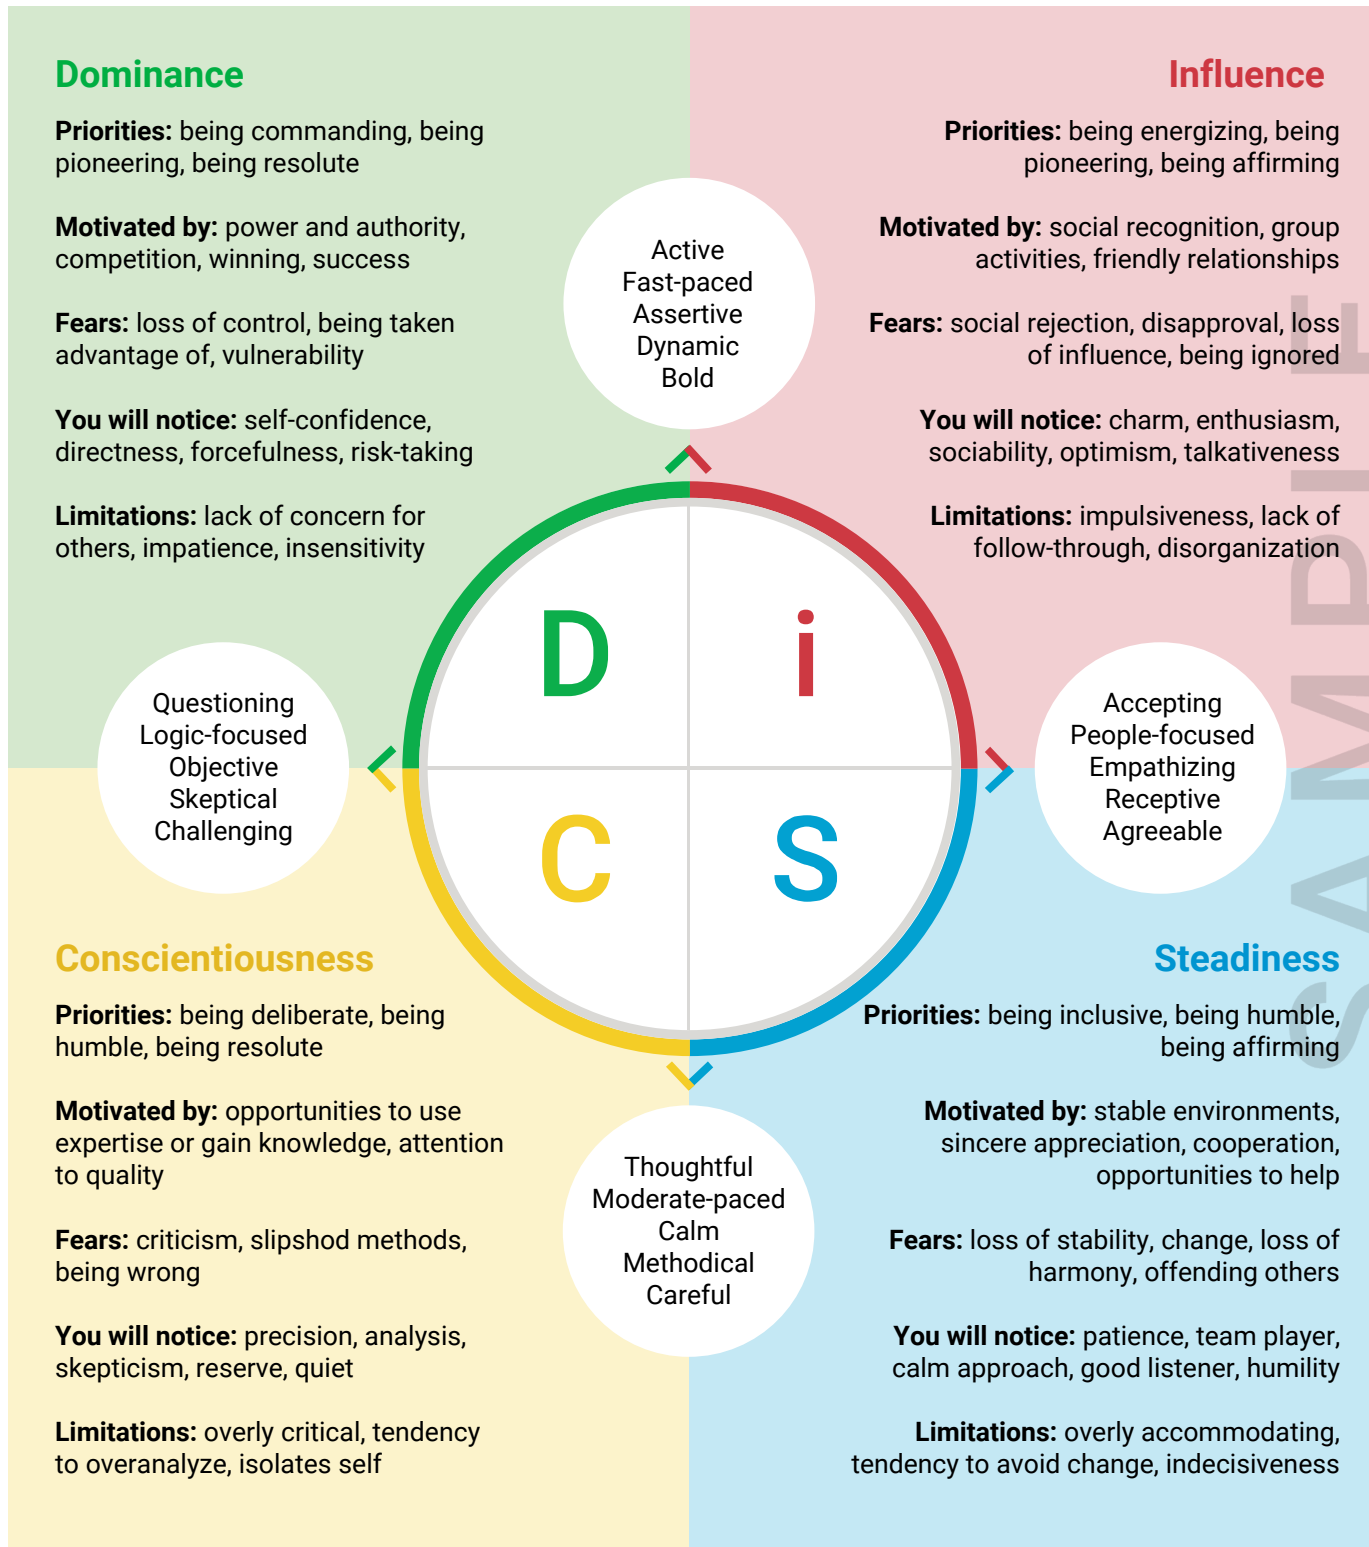 Dominance
Priorities: being commanding, being
pioneering, being resolute
Motivated by: power and authority,
competition, winning, success
Fears: loss of control, being taken
advantage of, vulnerability
You will notice: self-confidence,
directness, forcefulness, risk-taking
Limitations: lack of concern for
others, impatience, insensitivity
Influence
Priorities: being energizing, being
pioneering, being affirming
Motivated by: social recognition, group
activities, friendly relationships
Fears: social rejection, disapproval, loss
of influence, being ignored
You will notice: charm, enthusiasm,
sociability, optimism, talkativeness
Limitations: impulsiveness, lack of
follow-through, disorganization
Active
Fast-paced
Assertive
Dynamic
Bold
D
i
Questioning
Logic-focused
Objective
Skeptical
Challenging
Accepting
People-focused
Empathizing
Receptive
Agreeable
C
S
Conscientiousness
Priorities: being deliberate, being
humble, being resolute
Motivated by: opportunities to use
expertise or gain knowledge, attention
to quality
Fears: criticism, slipshod methods,
being wrong
You will notice: precision, analysis,
skepticism, reserve, quiet
Limitations: overly critical, tendency
to overanalyze, isolates self
Thoughtful
Moderate-paced
Calm
Methodical
Careful
Steadiness
Priorities: being inclusive, being humble,
being affirming
Motivated by: stable environments,
sincere appreciation, cooperation,
opportunities to help
Fears: loss of stability, change, loss of
harmony, offending others
You will notice: patience, team player,
calm approach, good listener, humility
Limitations: overly accommodating,
tendency to avoid change, indecisiveness
SAMPLE